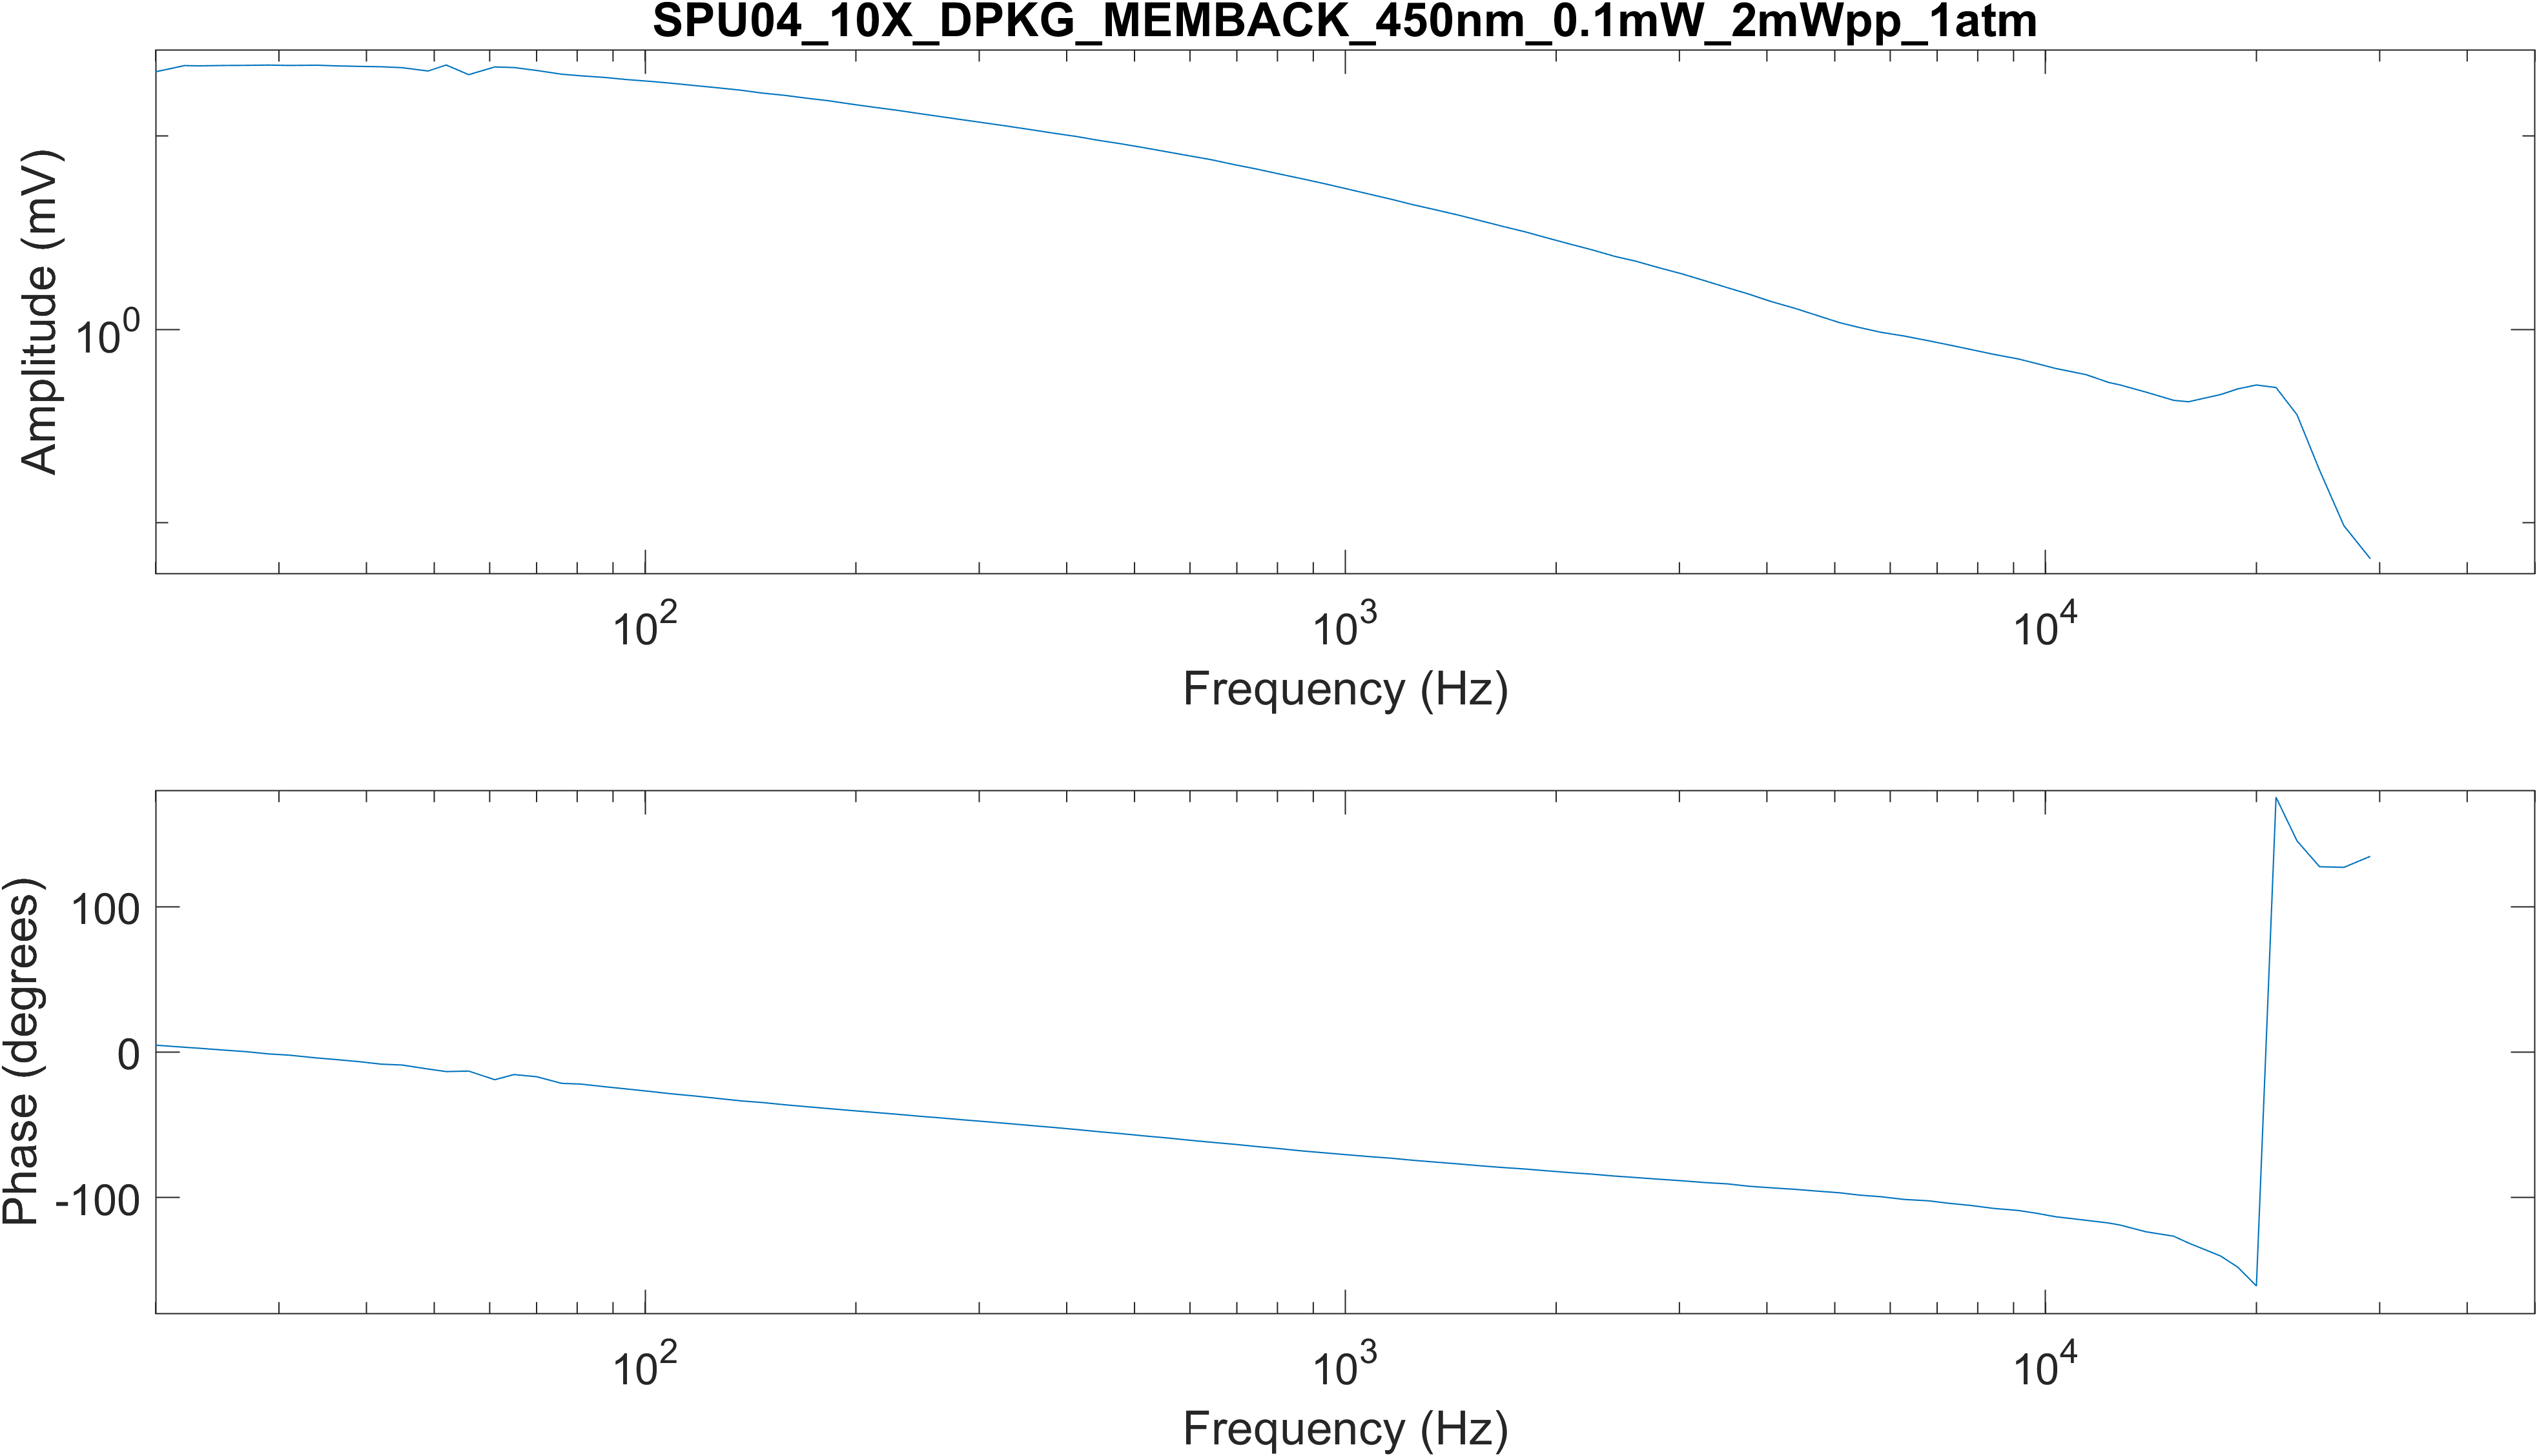 SPU04_10X_DPKG_MEMBACK_450nm_0.1mW_2mWpp_1atm
Amplitude (mV)
10^0
10^2 10^3 10^4
Frequency (Hz)
Phase (degrees)
100
0
-100
10^2 10^3 10^4
Frequency (Hz)